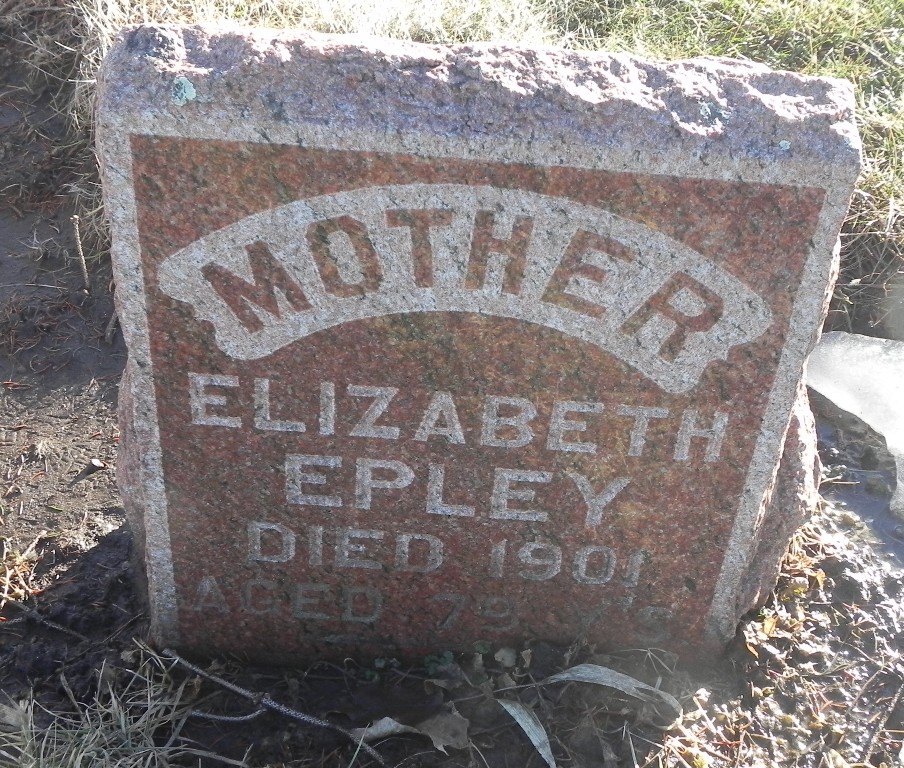 MOTHER
ELIZABETH
EPLEY
DIED 1901
AGED 79